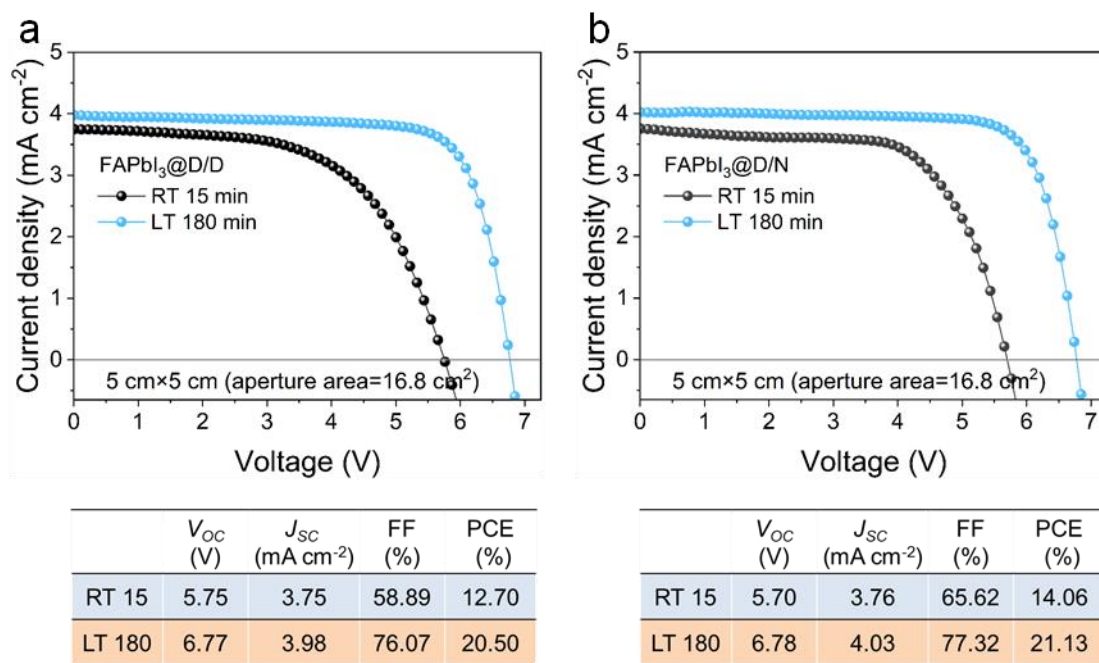 a
Current density (mA cm⁻²)
5
4
3
2
1
0
FAPbI₃@D/D
RT 15 min
LT 180 min
5 cm×5 cm (aperture area=16.8 cm²)
0 1 2 3 4 5 6 7
Voltage (V)
V_OC (V) J_SC (mA cm⁻²) FF (%) PCE (%)
RT 15 5.75 3.75 58.89 12.70
LT 180 6.77 3.98 76.07 20.50
b
Current density (mA cm⁻²)
5
4
3
2
1
0
FAPbI₃@D/N
RT 15 min
LT 180 min
5 cm×5 cm (aperture area=16.8 cm²)
0 1 2 3 4 5 6 7
Voltage (V)
V_OC (V) J_SC (mA cm⁻²) FF (%) PCE (%)
RT 15 5.70 3.76 65.62 14.06
LT 180 6.78 4.03 77.32 21.13